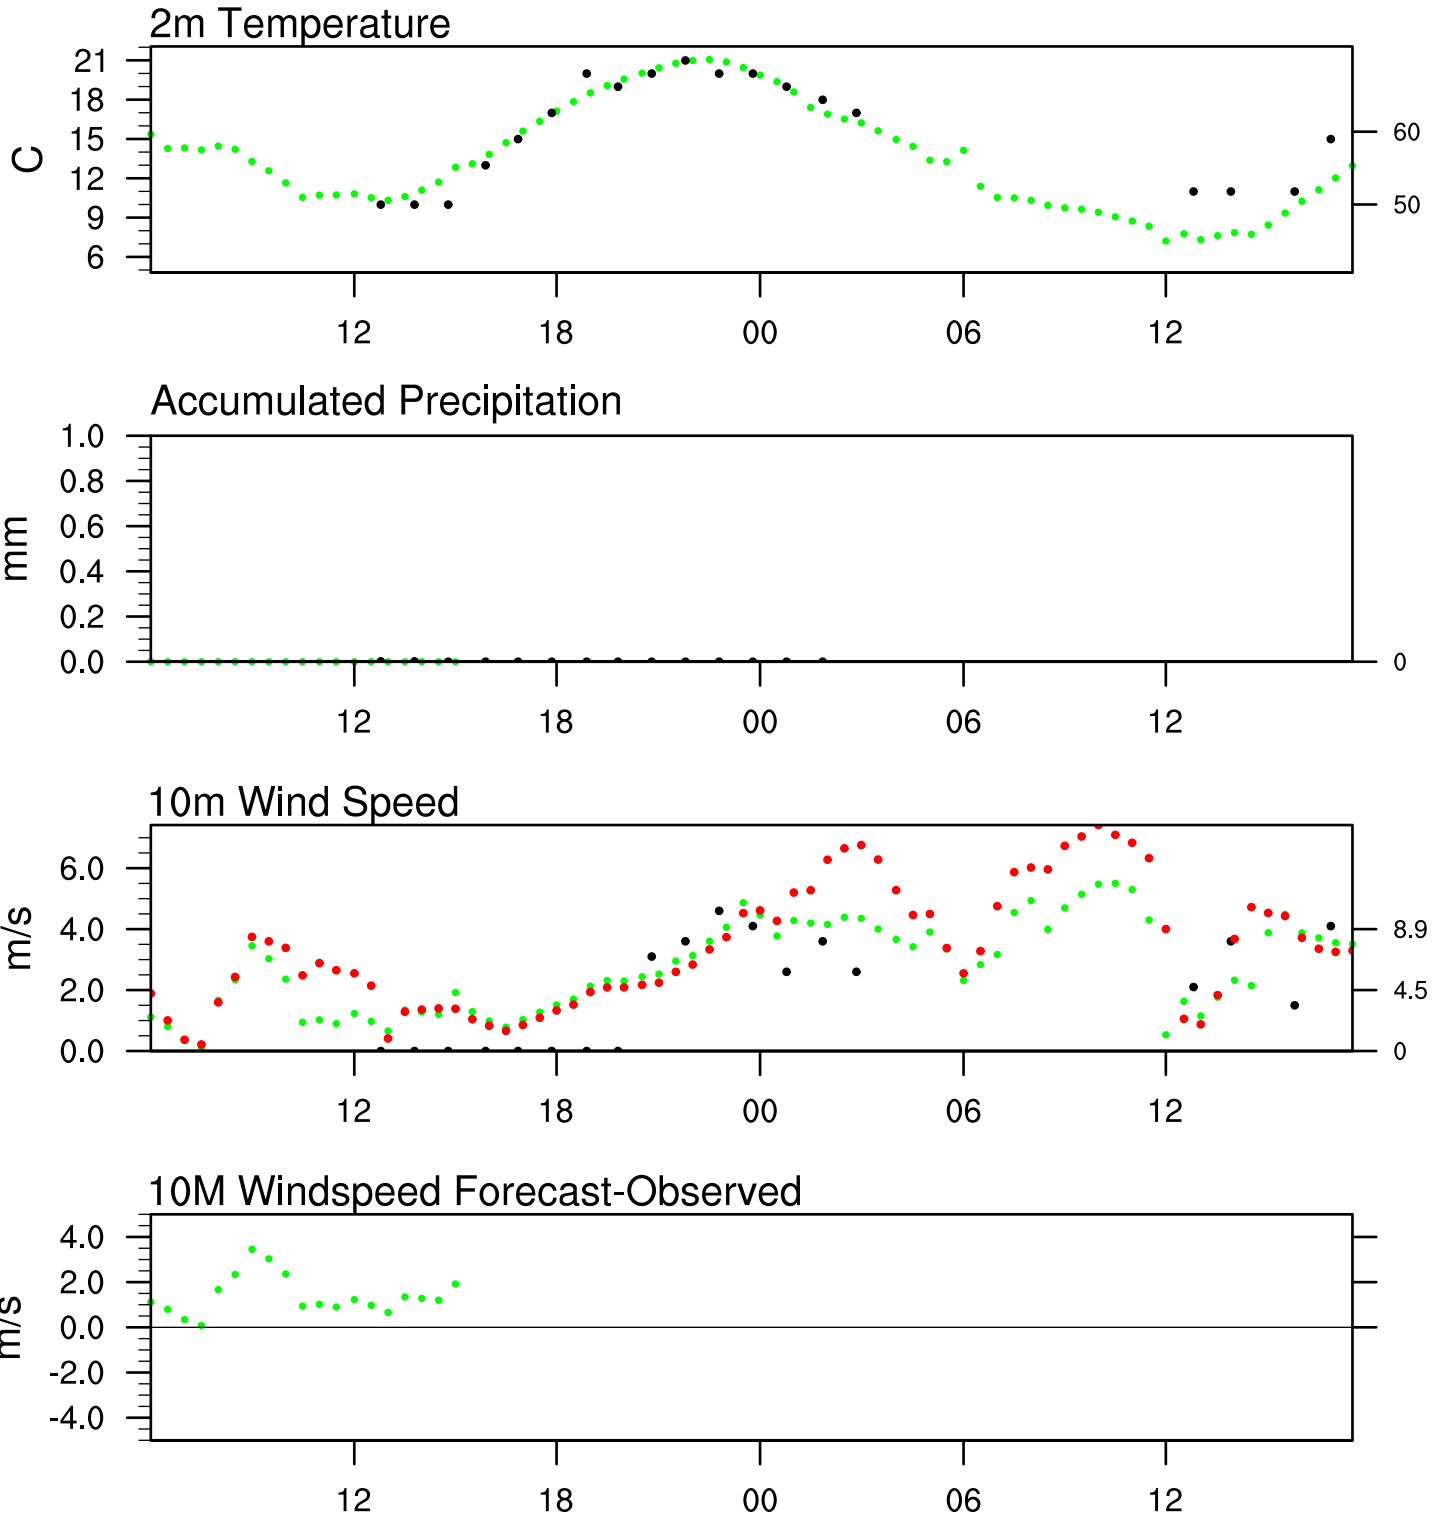 2m Temperature
21
18
15
12
9
6
C
60
50
12 18 00 06 12
Accumulated Precipitation
1.0
0.8
0.6
0.4
0.2
0.0
mm
0
12 18 00 06 12
10m Wind Speed
6.0
4.0
2.0
0.0
m/s
8.9
4.5
0
12 18 00 06 12
10M Windspeed Forecast-Observed
4.0
2.0
0.0
-2.0
-4.0
m/s
12 18 00 06 12